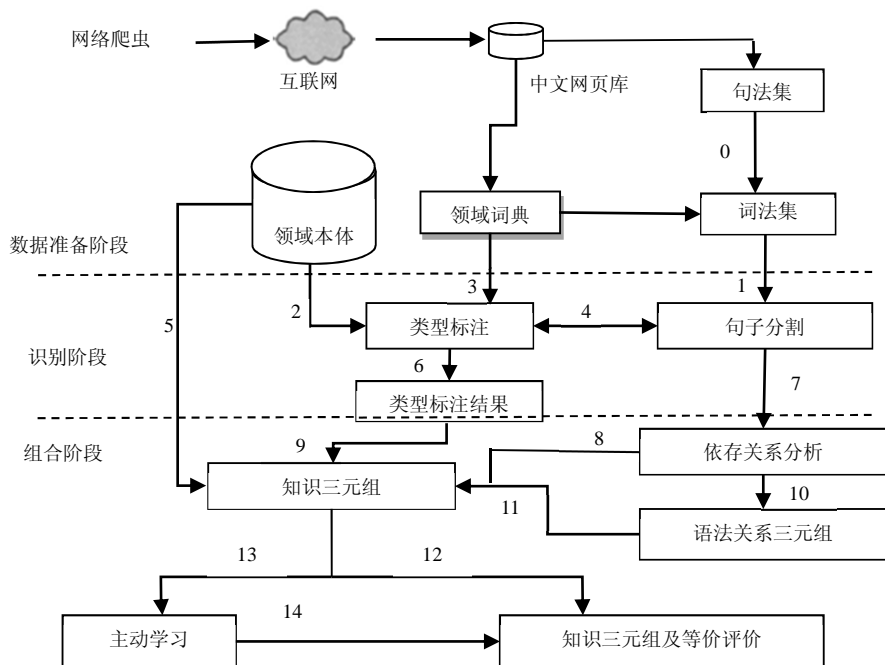 网络爬虫
互联网
中文网页库
句法集
0
领域本体
领域词典
词法集
数据准备阶段
5
2
3
1
类型标注
4
句子分割
识别阶段
6
7
类型标注结果
组合阶段
9
8
依存关系分析
知识三元组
11
10
语法关系三元组
13
12
14
主动学习
知识三元组及等价评价